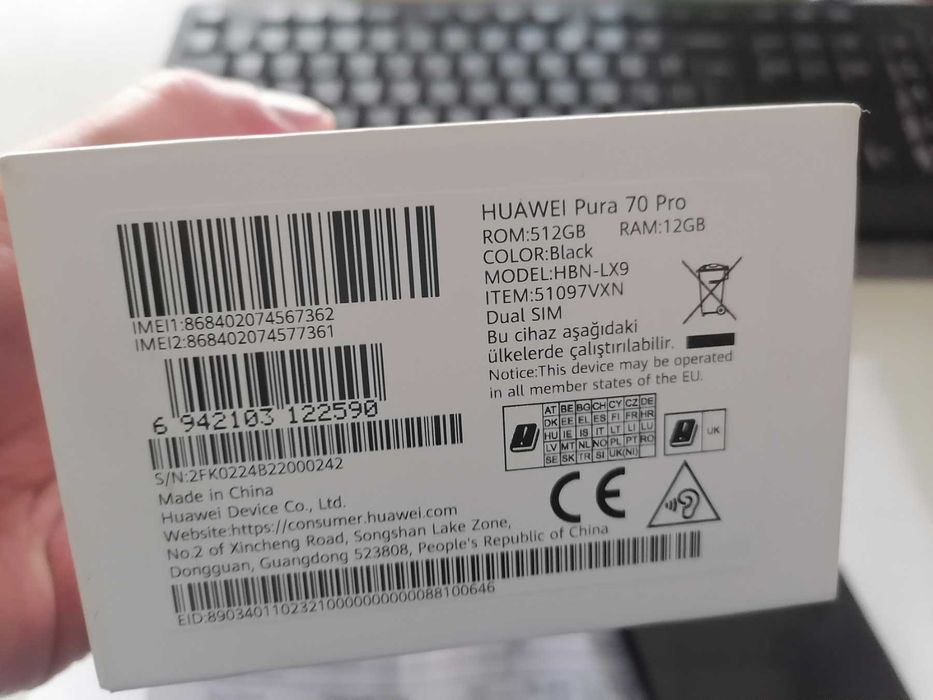 IMEI1:868402074567362
IMEI2:868402074577361
6 942103 122590
S/N:2FK0224B22000242
Made in China
Huawei Device Co., Ltd.
Website:https://consumer.huawei.com
No.2 of Xincheng Road, Songshan Lake Zone,
Dongguan, Guangdong 523808, People's Republic of China
EID:89034011023210000000000088100646
HUAWEI Pura 70 Pro
ROM:512GB RAM:12GB
COLOR:Black
MODEL:HBN-LX9
ITEM:51097VXN
Dual SIM
Bu cihaz aşağıdaki
ülkelerde çalıştırılabilir.
Notice:This device may be operated
in all member states of the EU.
AT BE BG CH CY CZ DE
DK EE EL ES FI FR HR
HU IE IS IT LT LI LU
LV MT NL NO PL PT RO
SE SK TR SI UK(NI)
UK
CE